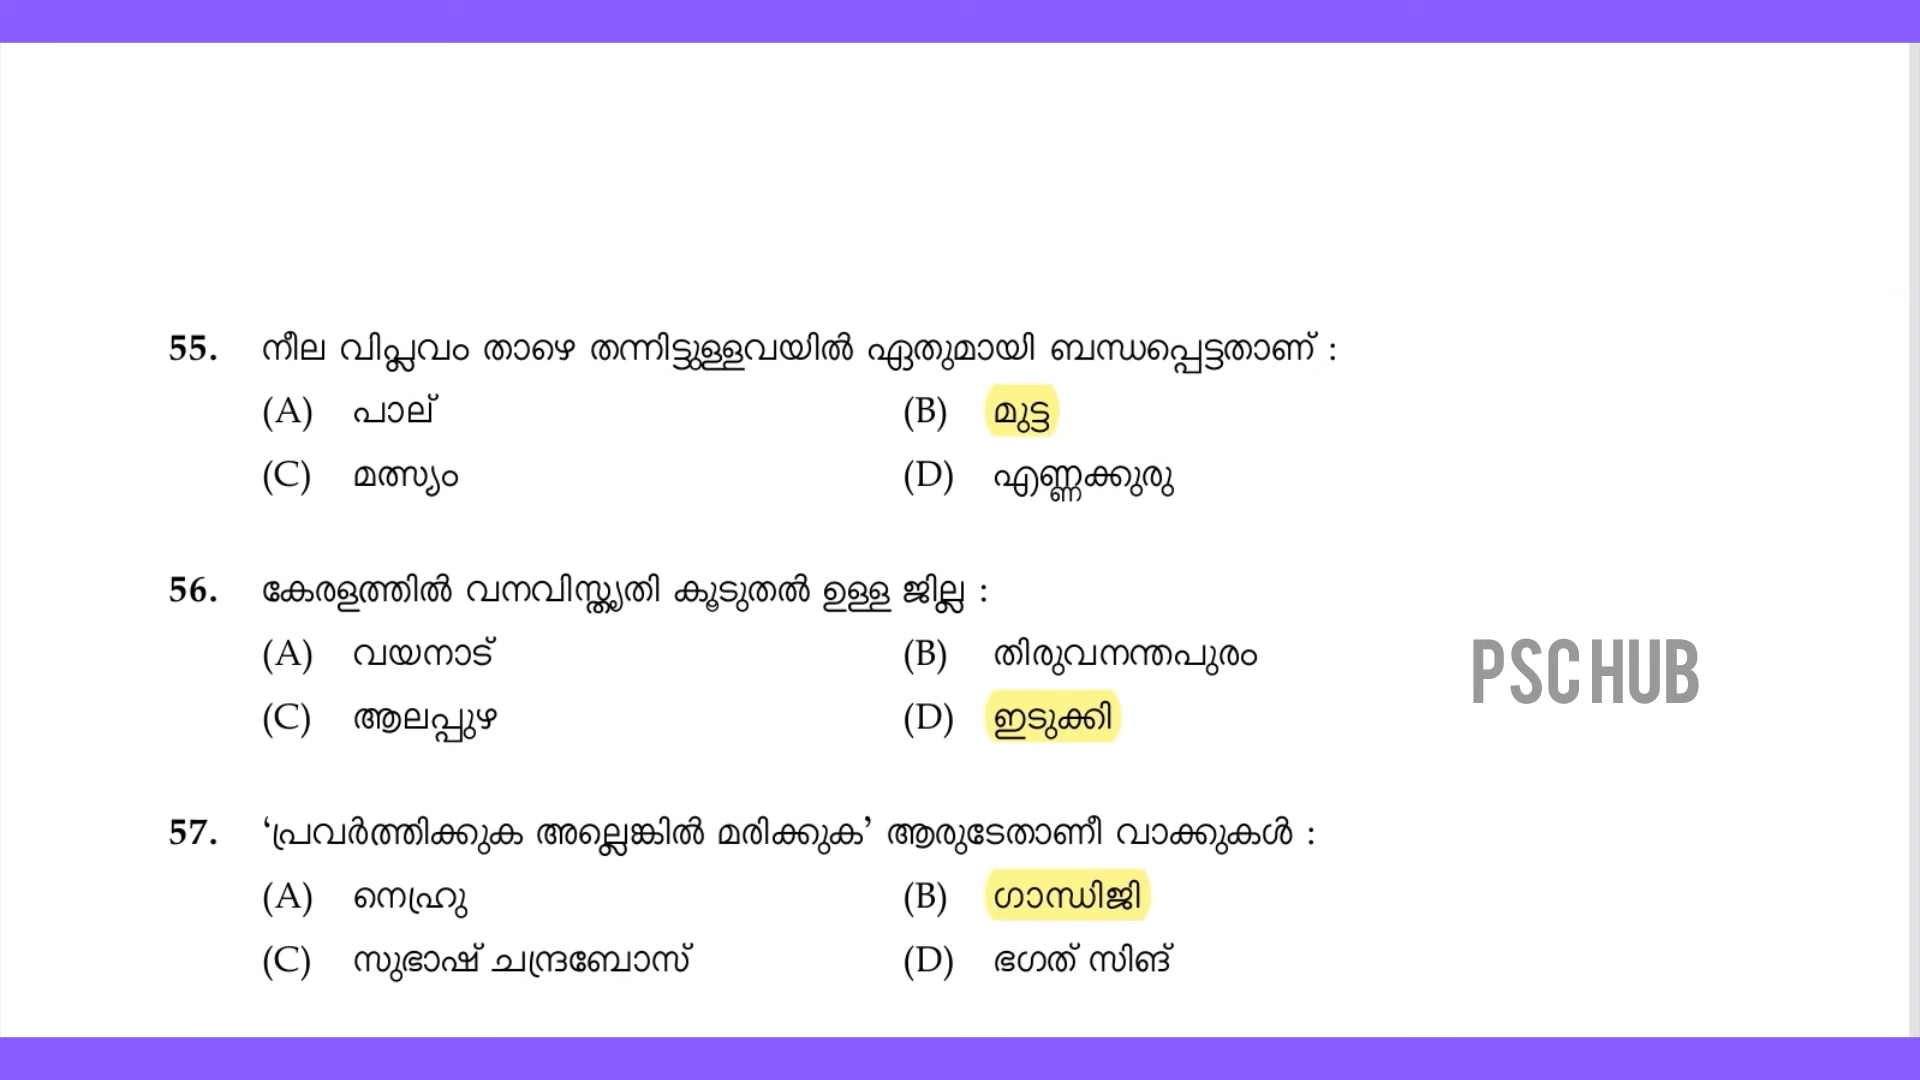 55. നീല വിപ്ലവം താഴെ തന്നിട്ടുള്ളവയിൽ ഏതുമായി ബന്ധപ്പെട്ടതാണ് :
(A) പാല് (B) മുട്ട
(C) മത്സ്യം (D) എണ്ണക്കുരു
56. കേരളത്തിൽ വനവിസ്തൃതി കൂടുതൽ ഉള്ള ജില്ല :
(A) വയനാട് (B) തിരുവനന്തപുരം
(C) ആലപ്പുഴ (D) ഇടുക്കി
PSC HUB
57. ‘പ്രവർത്തിക്കുക അല്ലെങ്കിൽ മരിക്കുക’ ആരുടേതാണീ വാക്കുകൾ :
(A) നെഹ്രു (B) ഗാന്ധിജി
(C) സുഭാഷ് ചന്ദ്രബോസ് (D) ഭഗത് സിങ്